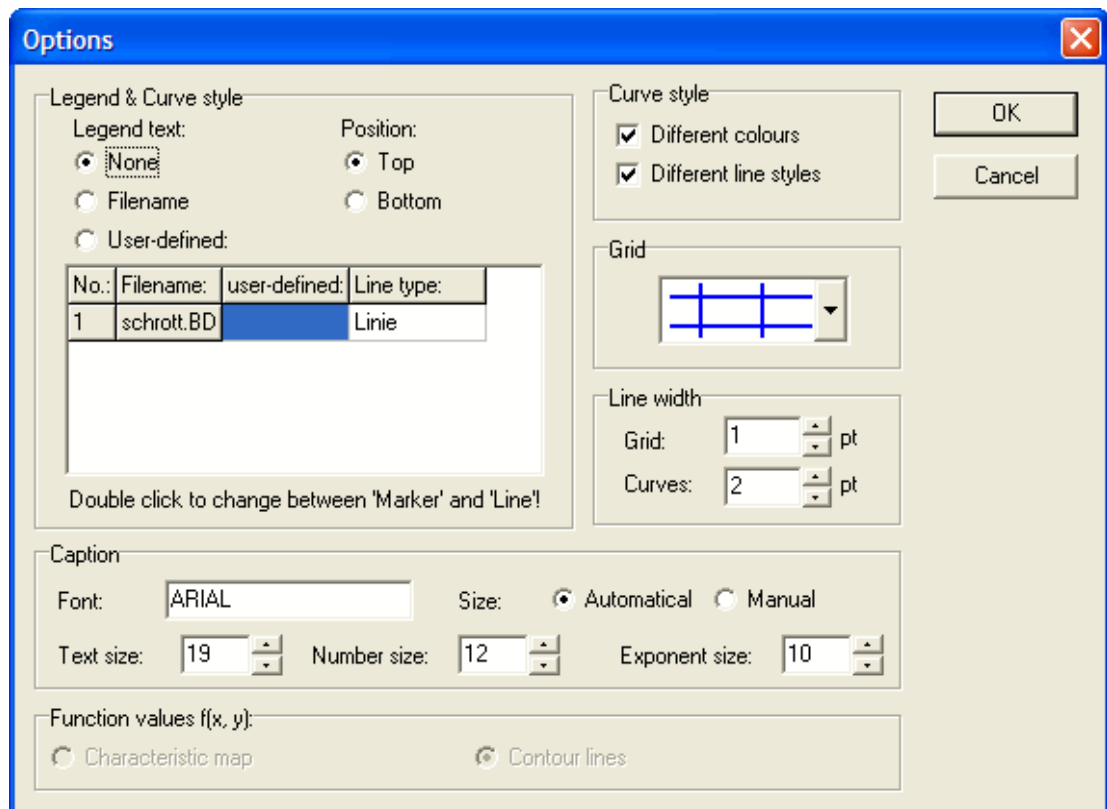 Options
Legend & Curve style
Legend text:
Position:
None
Top
Filename
Bottom
User-defined:
No.: Filename: user-defined: Line type:
1 schrott.BD Linie
Double click to change between 'Marker' and 'Line'!
Curve style
Different colours
Different line styles
Grid
Line width
Grid: 1 pt
Curves: 2 pt
OK
Cancel
Caption
Font: ARIAL Size: Automatical Manual
Text size: 19 Number size: 12 Exponent size: 10
Function values f(x, y):
Characteristic map Contour lines